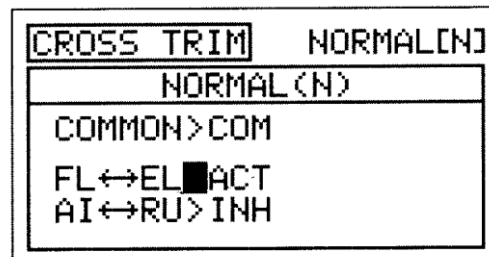 CROSS TRIM NORMAL[N]
NORMAL(N)
COMMON>COM
FL↔EL ACT
AI↔RU>INH